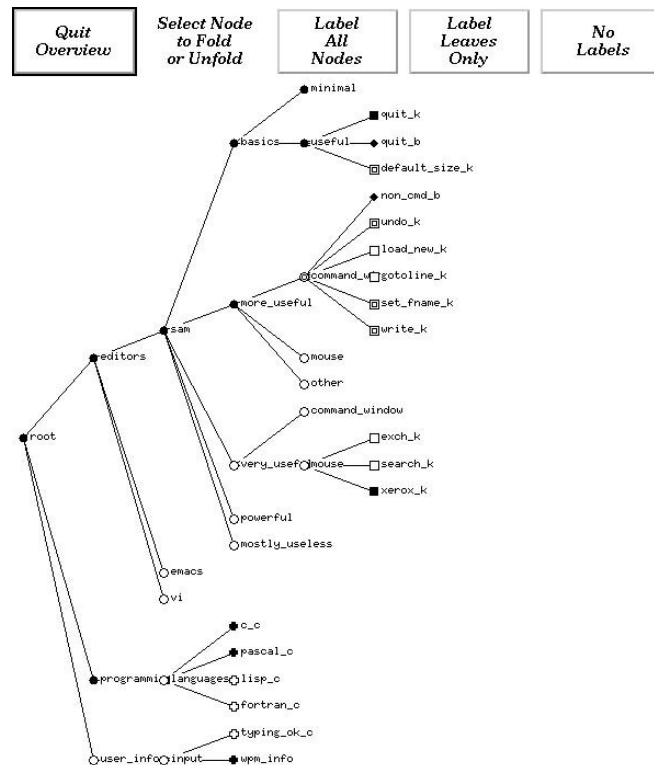 Quit
Overview
Select Node
to Fold
or Unfold
Label
All
Nodes
Label
Leaves
Only
No
Labels
minimal
quit_k
basics useful quit_b
default_size_k
non_cmd_b
undo_k
load_new_k
command_w gotoline_k
more_useful set_fname_k
sam write_k
editors mouse
other
command_window
root exch_k
very_useful mouse search_k
xerox_k
powerful
mostly_useless
emacs
vi
c_c
pascal_c
programmi languages lisp_c
fortran_c
typing_ok_c
user_info input wpm_info